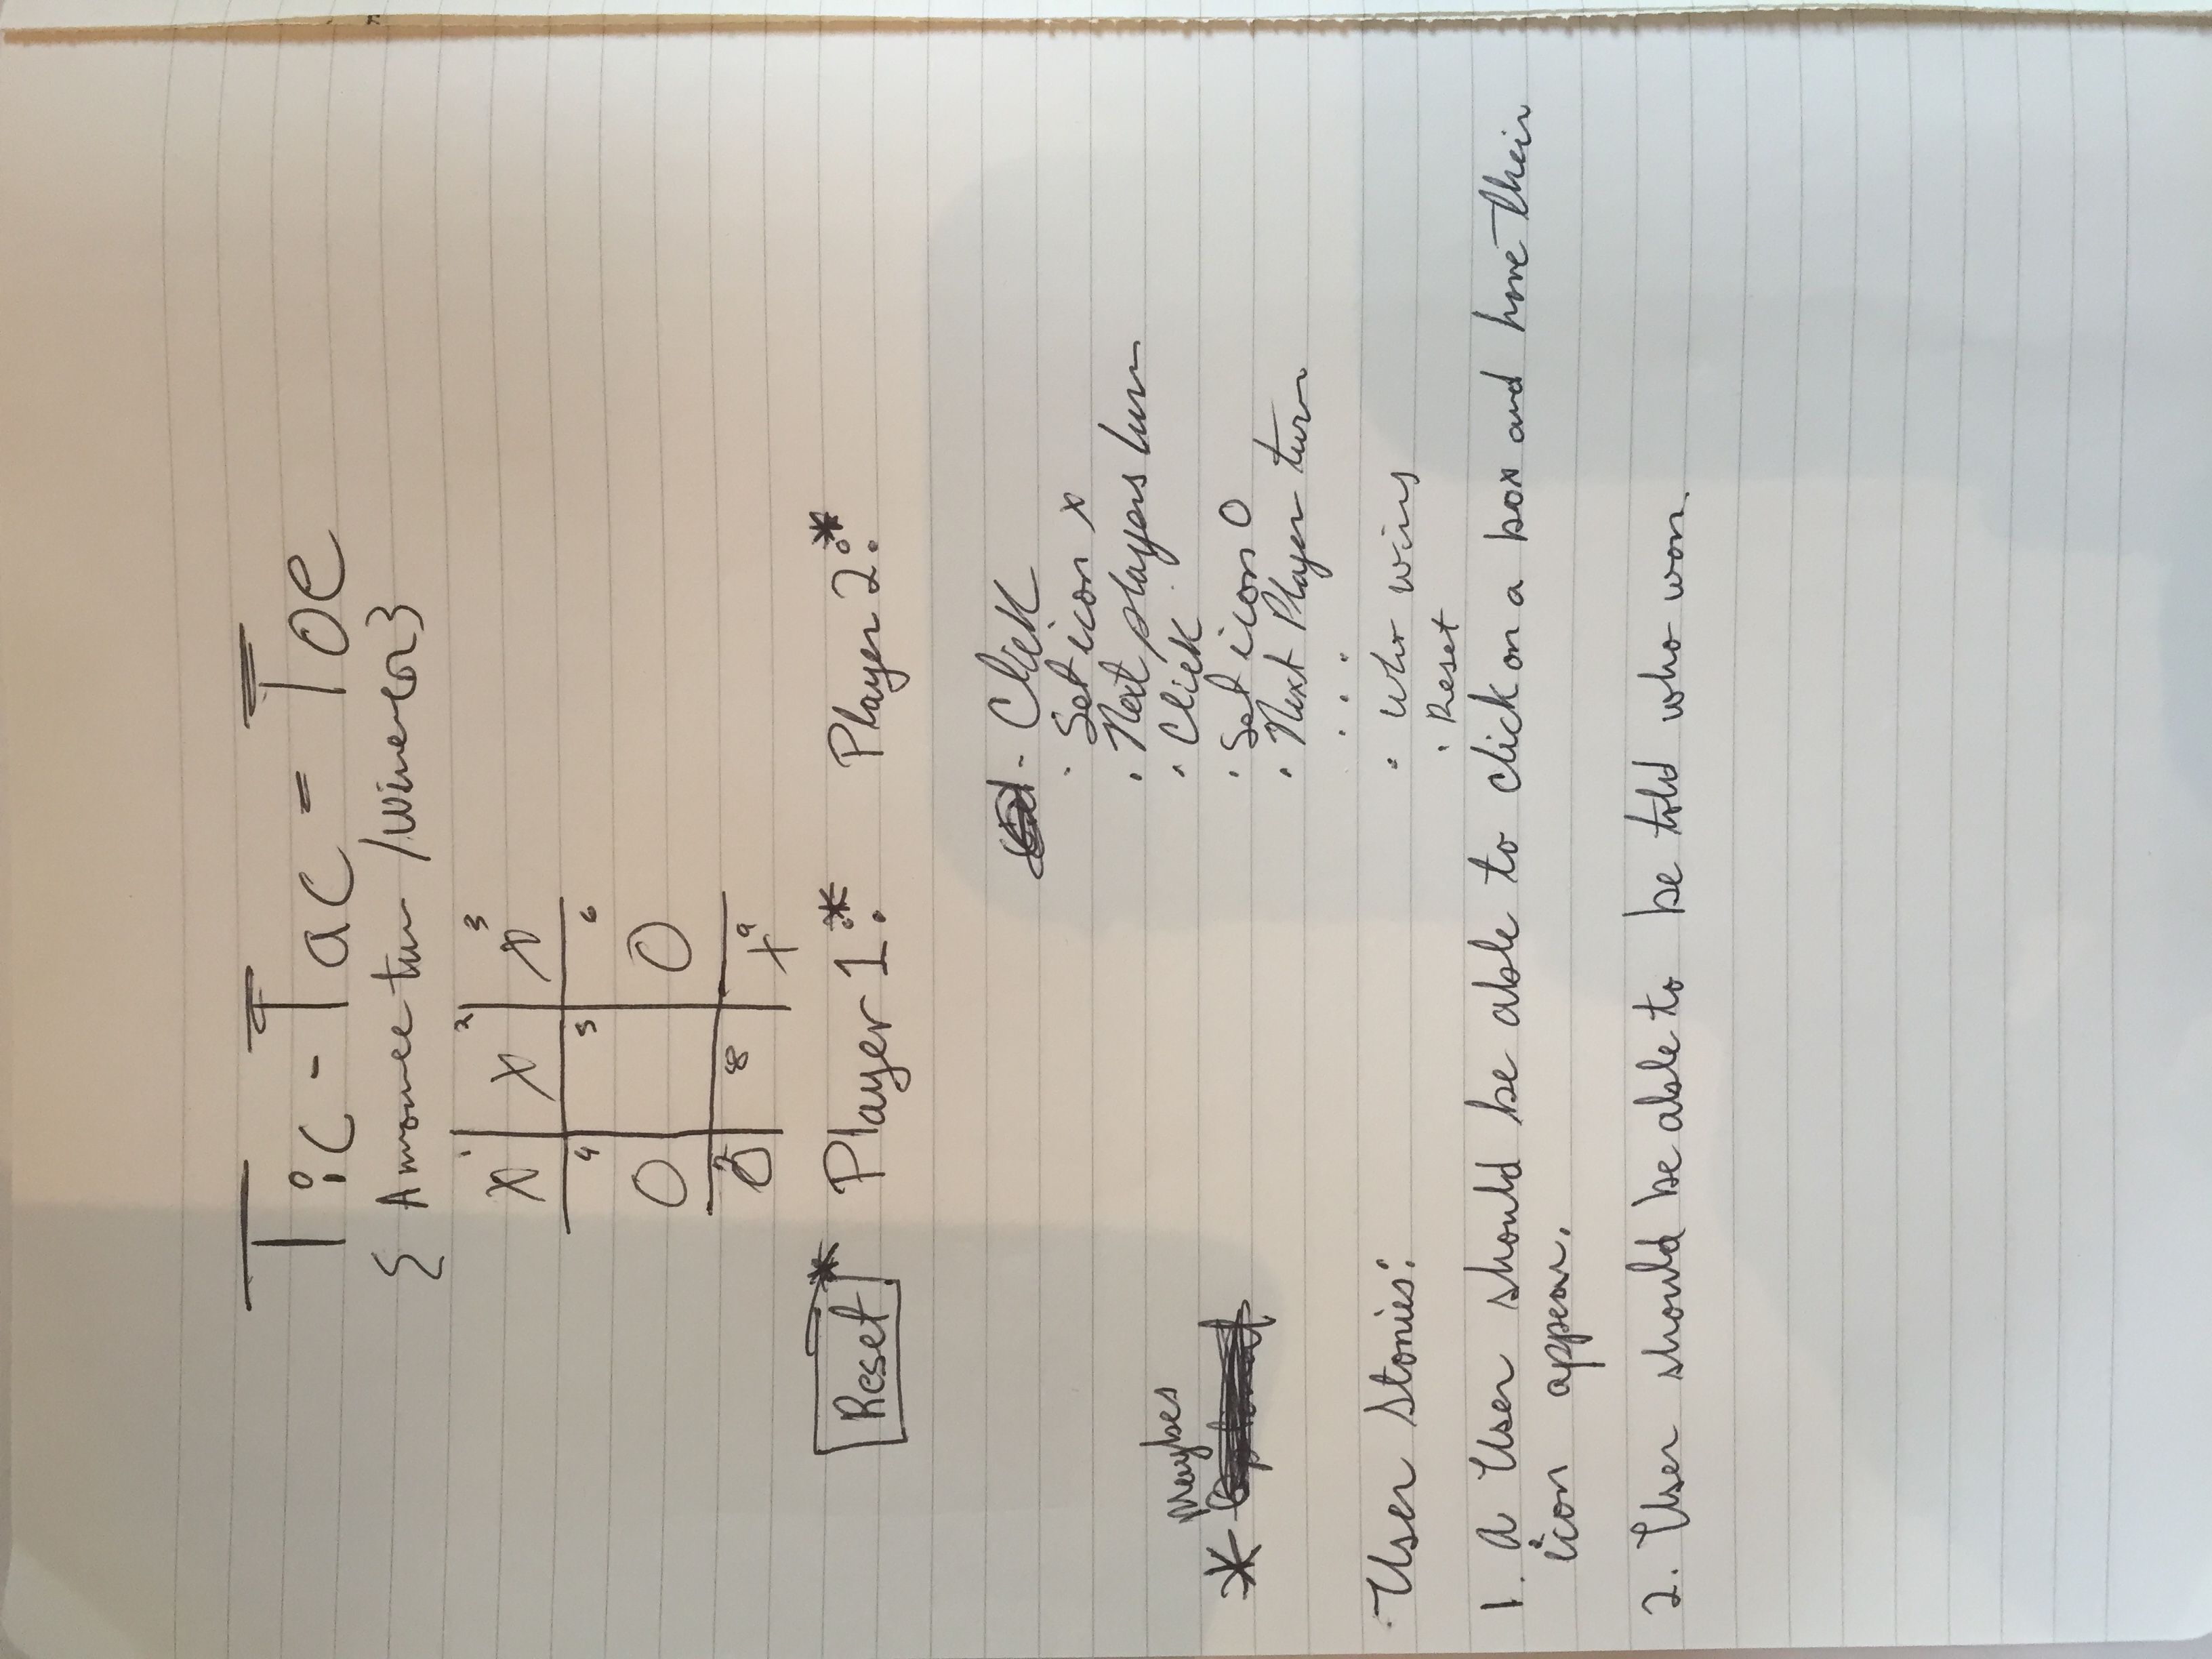 Tic-Tac-Toe
{ Announce turn / Winner }
1 2 3
X X X
4 5 6
O O
7 8 9
O X
Reset * Player 1: * Player 2: *
- Click
· Set icon X
· Next players turn
· Click
· Set icon O
· Next Player turn
. . .
· Who wins
· Reset
Maybes
*
User Stories:
1. A User should be able to click on a box and have their
icon appear.
2. User should be able to be told who won.